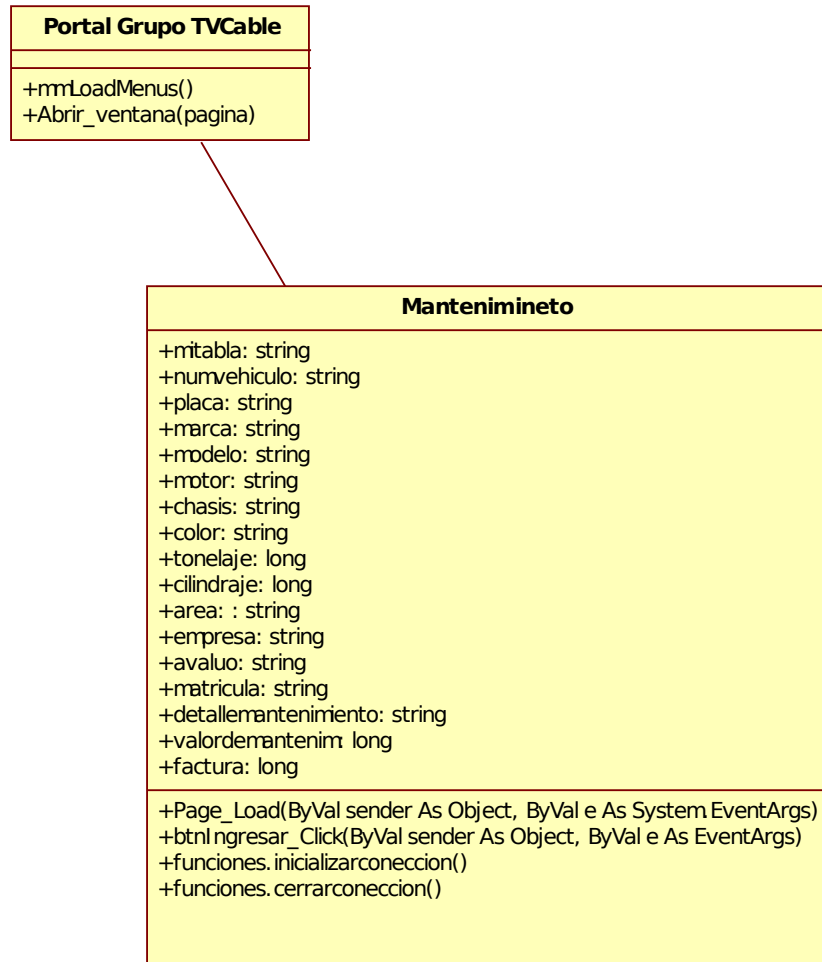 Portal Grupo TVCable
+mmLoadMenus()
+Abrir_ventana(pagina)
Mantenimineto
+mitabla: string
+numvehiculo: string
+placa: string
+marca: string
+modelo: string
+motor: string
+chasis: string
+color: string
+tonelaje: long
+cilindraje: long
+area: : string
+empresa: string
+avaluo: string
+matricula: string
+detallemantenimiento: string
+valordemantenim: long
+factura: long
+Page_Load(ByVal sender As Object, ByVal e As System.EventArgs)
+btnIngresar_Click(ByVal sender As Object, ByVal e As EventArgs)
+funciones.inicializarconeccion()
+funciones.cerrarconeccion()